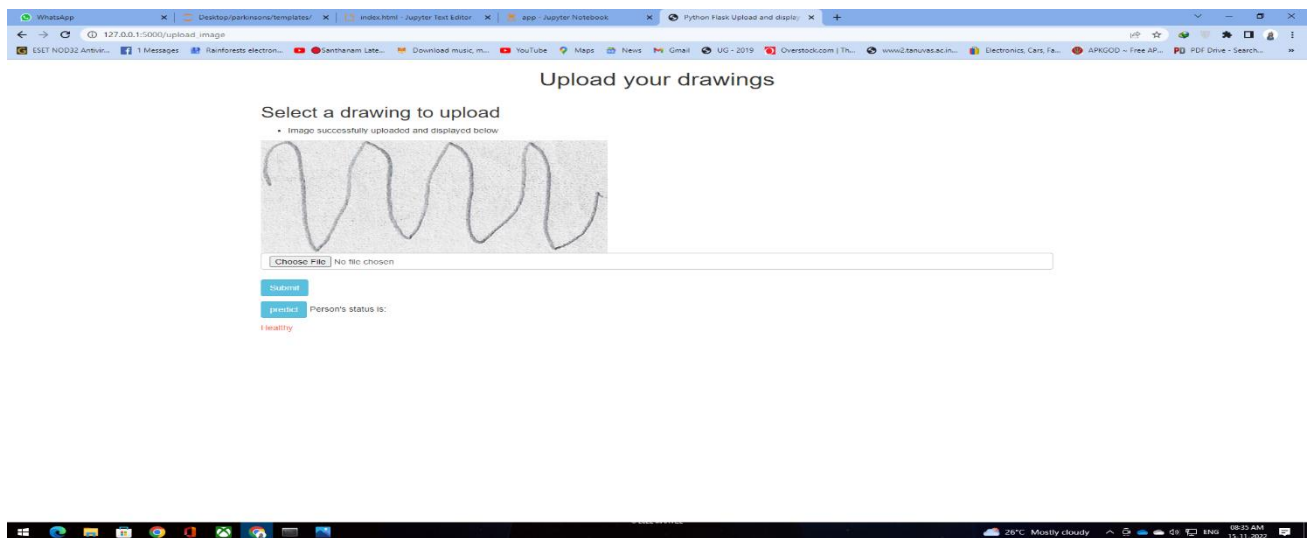 WhatsApp Desktop/parkinsons/templates/ index.html - Jupyter Text Editor app - Jupyter Notebook Python Flask Upload and display
127.0.0.1:5000/upload_image
ESET NOD32 Antivir... 1 Messages Rainforests electron... Santhanam Late... Download music, m... YouTube Maps News Gmail UG - 2019 Overstock.com | Th... www2.tanuvas.ac.in... Electronics, Cars, Fa... APKGOD ~ Free AP... PDF Drive - Search... »
Upload your drawings
Select a drawing to upload
• Image successfully uploaded and displayed below
Choose File No file chosen
Submit
predict Person's status is:
Healthy
26°C Mostly cloudy ENG 08:35 AM
15-11-2022